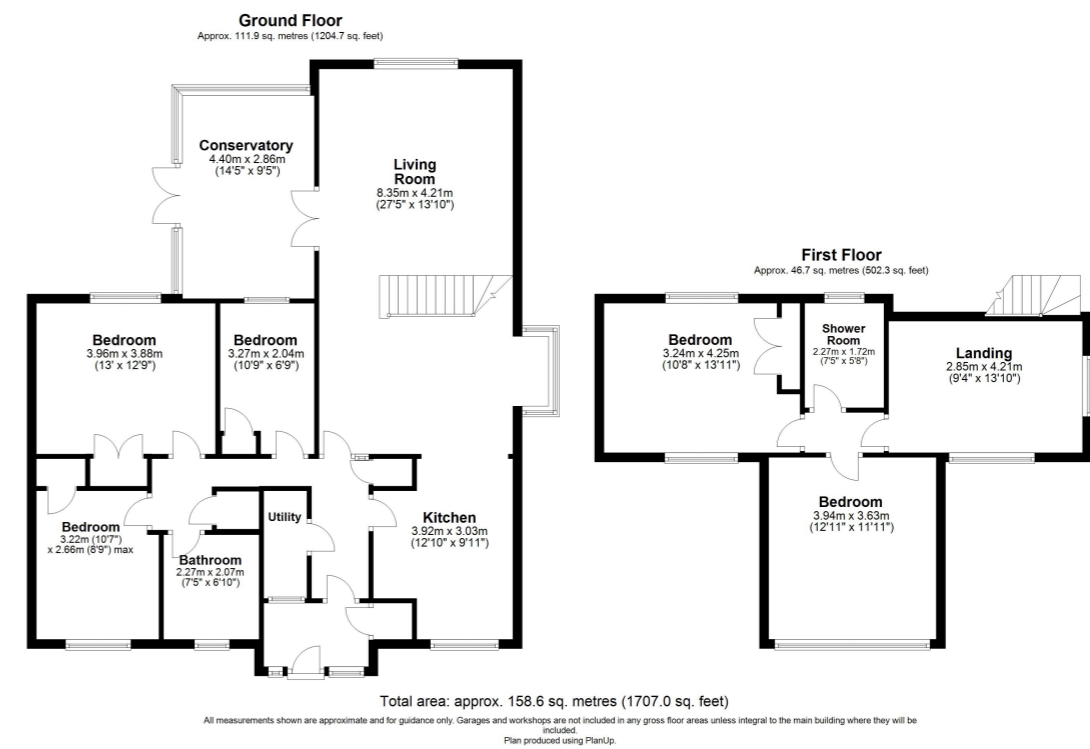 Ground Floor
Approx. 111.9 sq. metres (1204.7 sq. feet)
Conservatory
4.40m x 2.86m
(14'5" x 9'5")
Living
Room
8.35m x 4.21m
(27'5" x 13'10")
Bedroom
3.96m x 3.88m
(13' x 12'9")
Bedroom
3.27m x 2.04m
(10'9" x 6'9")
Bedroom
3.22m (10'7")
x 2.66m (8'9") max
Bathroom
2.27m x 2.07m
(7'5" x 6'10")
Utility
Kitchen
3.92m x 3.03m
(12'10" x 9'11")
First Floor
Approx. 46.7 sq. metres (502.3 sq. feet)
Bedroom
3.24m x 4.25m
(10'8" x 13'11")
Shower
Room
2.27m x 1.72m
(7'5" x 5'8")
Landing
2.85m x 4.21m
(9'4" x 13'10")
Bedroom
3.94m x 3.63m
(12'11" x 11'11")
Total area: approx. 158.6 sq. metres (1707.0 sq. feet)
All measurements shown are approximate and for guidance only. Garages and workshops are not included in any gross floor areas unless integral to the main building where they will be
included.
Plan produced using PlanUp.